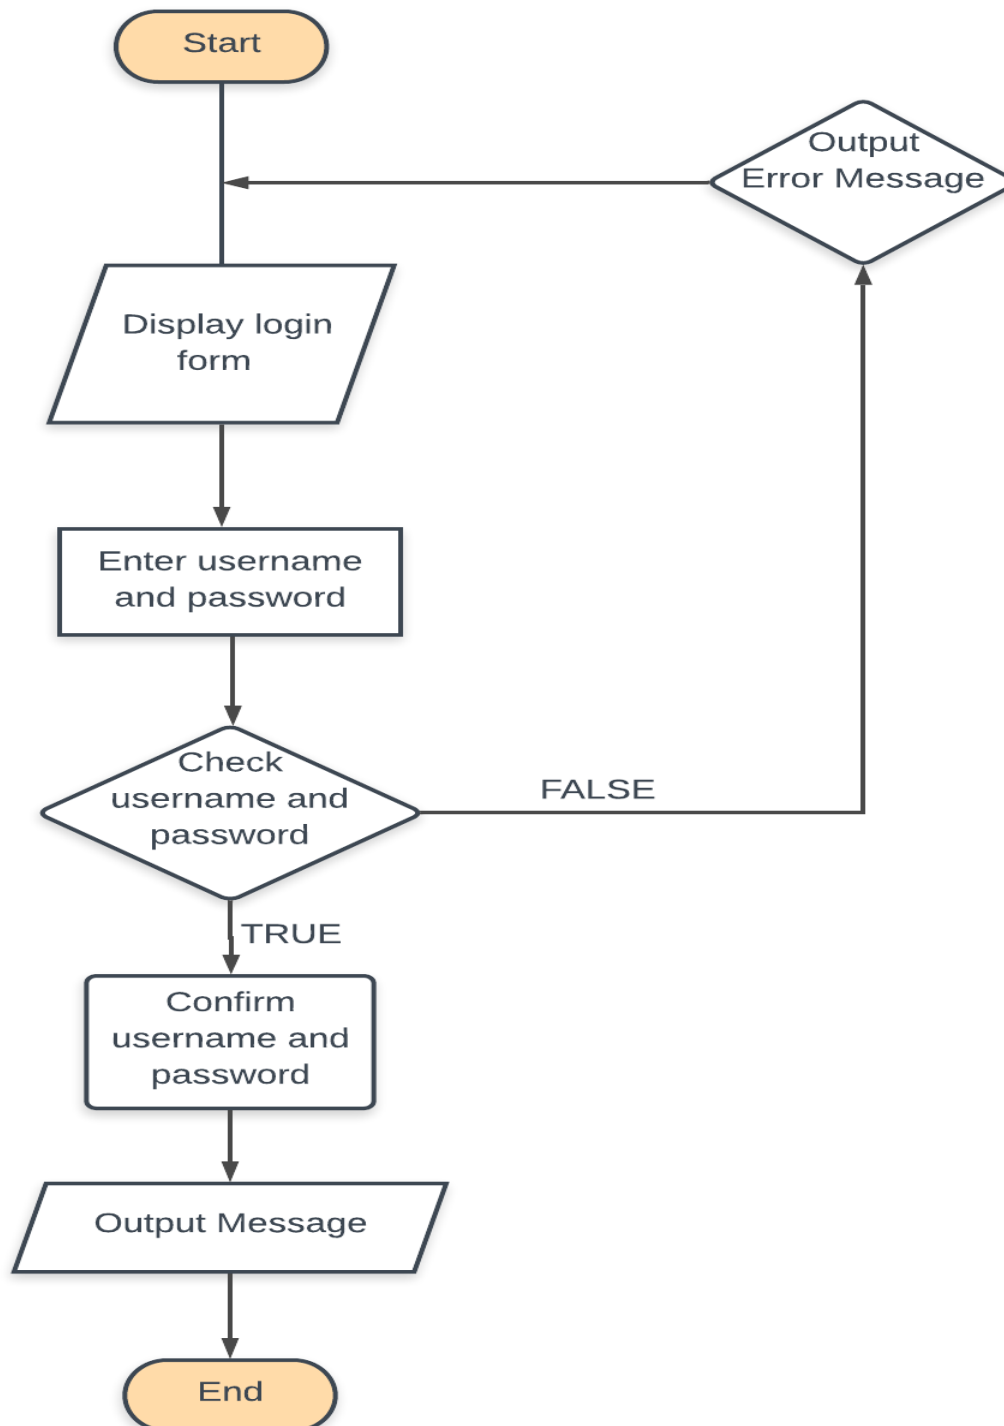 Start
Output
Error Message
Display login
form
Enter username
and password
Check
username and
password
FALSE
TRUE
Confirm
username and
password
Output Message
End